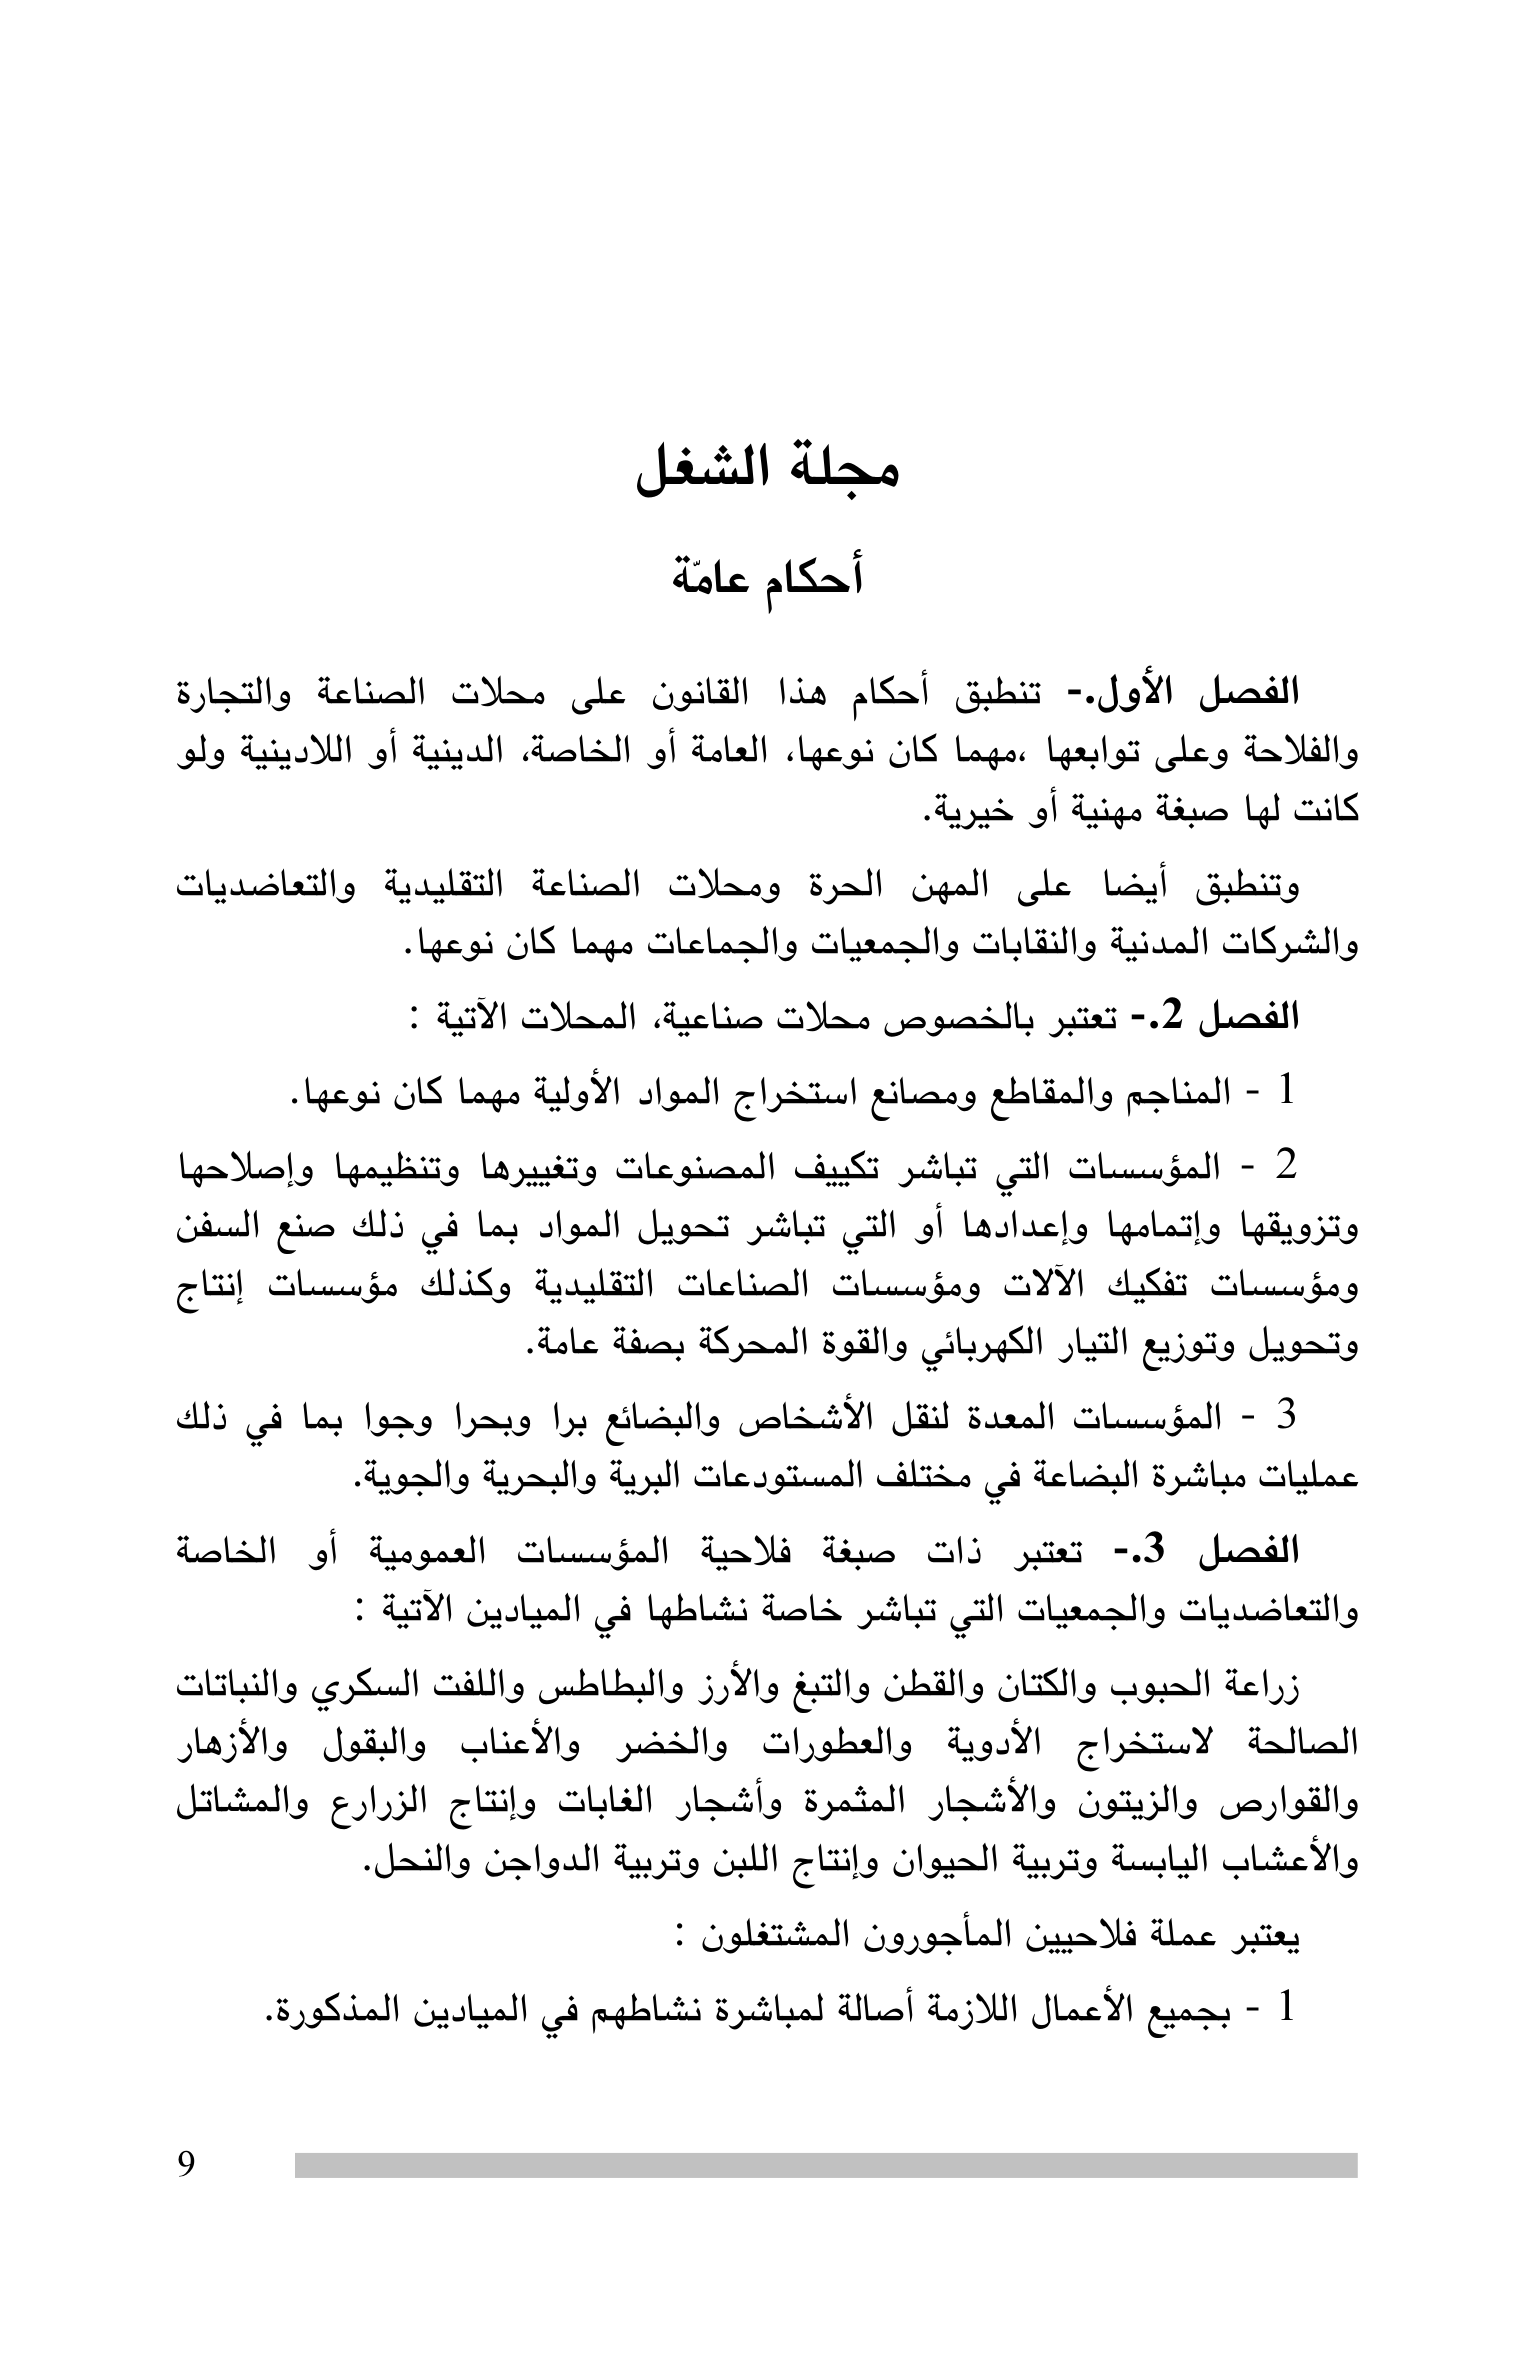 مجلة الشغل
أحكام عامّة
الفصل الأول.- تنطبق أحكام هذا القانون على محلات الصناعة والتجارة
والفلاحة وعلى توابعها ،مهما كان نوعها، العامة أو الخاصة، الدينية أو اللادينية ولو
كانت لها صبغة مهنية أو خيرية.
وتنطبق أيضا على المهن الحرة ومحلات الصناعة التقليدية والتعاضديات
والشركات المدنية والنقابات والجمعيات والجماعات مهما كان نوعها.
الفصل 2.- تعتبر بالخصوص محلات صناعية، المحلات الآتية :
1 - المناجم والمقاطع ومصانع استخراج المواد الأولية مهما كان نوعها.
2 - المؤسسات التي تباشر تكييف المصنوعات وتغييرها وتنظيمها وإصلاحها
وتزويقها وإتمامها وإعدادها أو التي تباشر تحويل المواد بما في ذلك صنع السفن
ومؤسسات تفكيك الآلات ومؤسسات الصناعات التقليدية وكذلك مؤسسات إنتاج
وتحويل وتوزيع التيار الكهربائي والقوة المحركة بصفة عامة.
3 - المؤسسات المعدة لنقل الأشخاص والبضائع برا وبحرا وجوا بما في ذلك
عمليات مباشرة البضاعة في مختلف المستودعات البرية والبحرية والجوية.
الفصل 3.- تعتبر ذات صبغة فلاحية المؤسسات العمومية أو الخاصة
والتعاضديات والجمعيات التي تباشر خاصة نشاطها في الميادين الآتية :
زراعة الحبوب والكتان والقطن والتبغ والأرز والبطاطس واللفت السكري والنباتات
الصالحة لاستخراج الأدوية والعطورات والخضر والأعناب والبقول والأزهار
والقوارص والزيتون والأشجار المثمرة وأشجار الغابات وإنتاج الزرارع والمشاتل
والأعشاب اليابسة وتربية الحيوان وإنتاج اللبن وتربية الدواجن والنحل.
يعتبر عملة فلاحيين المأجورون المشتغلون :
1 - بجميع الأعمال اللازمة أصالة لمباشرة نشاطهم في الميادين المذكورة.
9